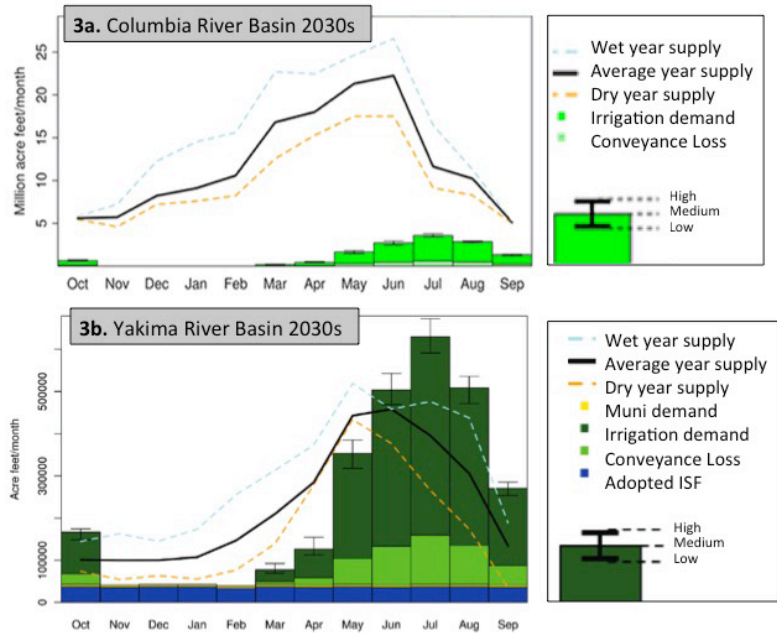 3a. Columbia River Basin 2030s
Million acre feet/month
25
20
15
10
5
Oct Nov Dec Jan Feb Mar Apr May Jun Jul Aug Sep
Wet year supply
Average year supply
Dry year supply
Irrigation demand
Conveyance Loss
High
Medium
Low
3b. Yakima River Basin 2030s
Acre feet/month
500000
300000
100000
0
Oct Nov Dec Jan Feb Mar Apr May Jun Jul Aug Sep
Wet year supply
Average year supply
Dry year supply
Muni demand
Irrigation demand
Conveyance Loss
Adopted ISF
High
Medium
Low